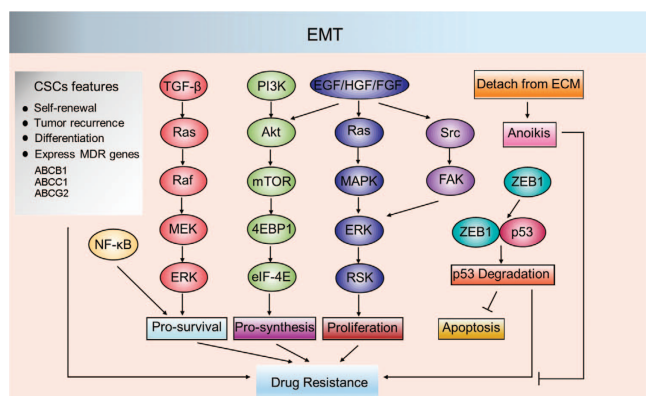 EMT
CSCs features
● Self-renewal
● Tumor recurrence
● Differentiation
● Express MDR genes
ABCB1
ABCC1
ABCG2
TGF-β
PI3K
EGF/HGF/FGF
Detach from ECM
Ras
Akt
Ras
Src
Anoikis
Raf
mTOR
MAPK
FAK
ZEB1
NF-κB
MEK
4EBP1
ERK
ZEB1
p53
ERK
eIF-4E
RSK
p53 Degradation
Pro-survival
Pro-synthesis
Proliferation
Apoptosis
Drug Resistance